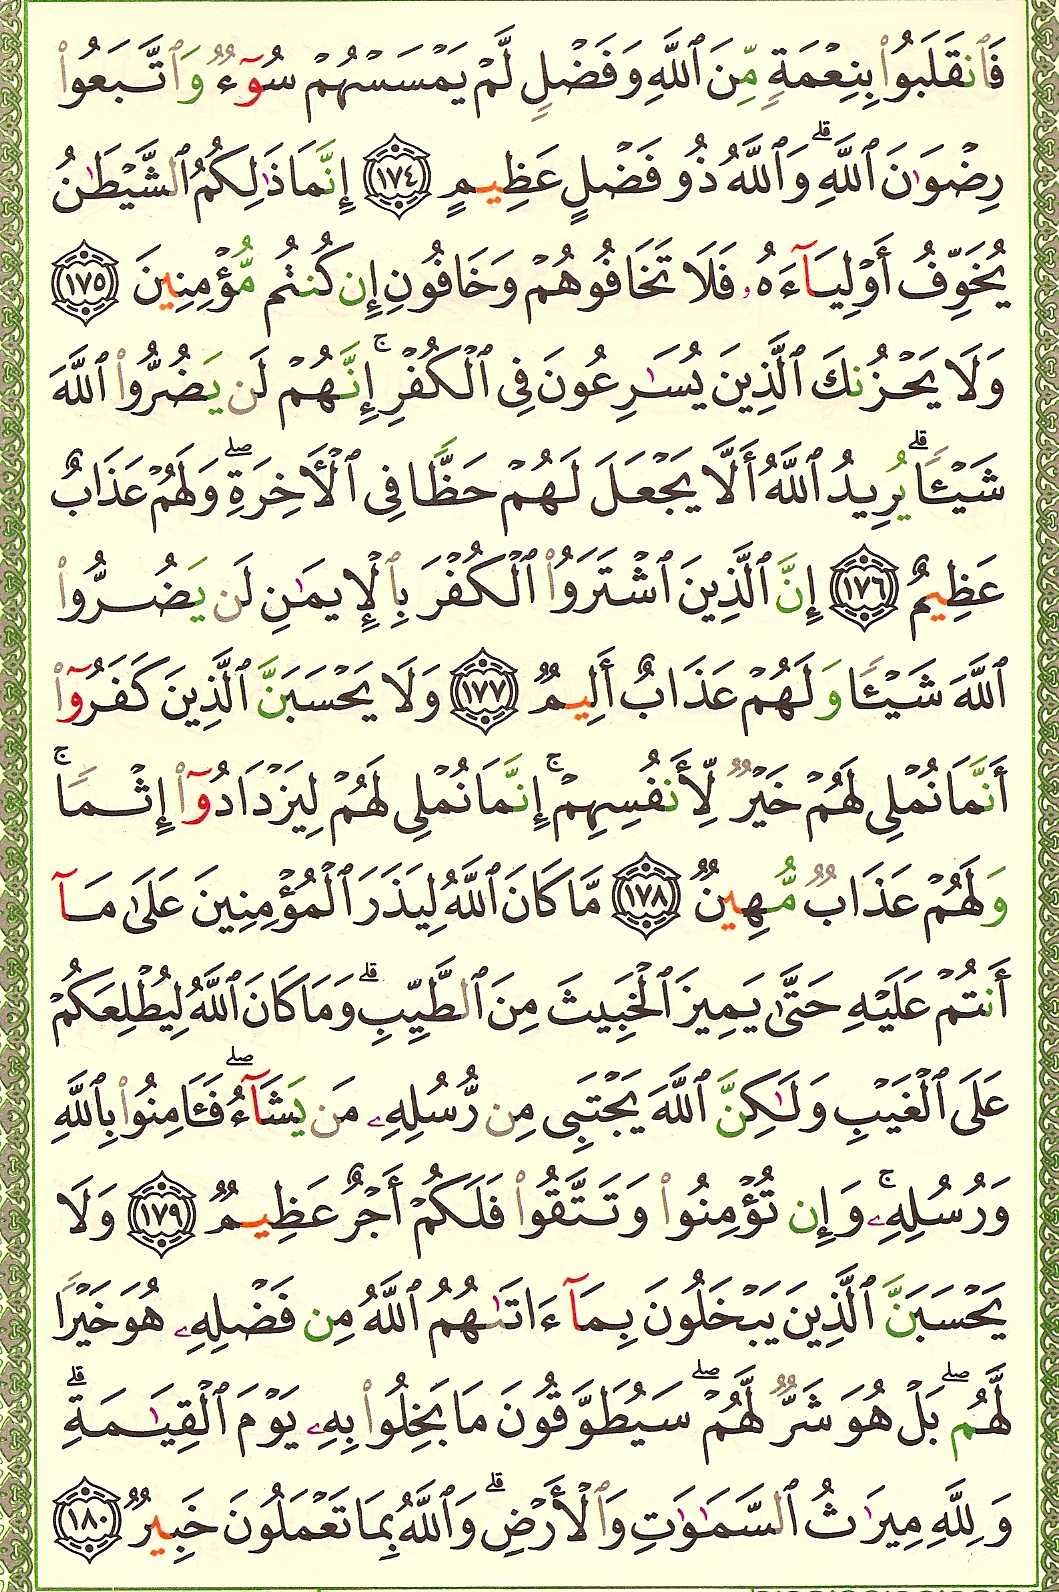 فَٱنقَلَبُوا۟ بِنِعْمَةٍ مِّنَ ٱللَّهِ وَفَضْلٍ لَّمْ يَمْسَسْهُمْ سُوٓءٌ وَٱتَّبَعُوا۟
رِضْوَٰنَ ٱللَّهِ ۗ وَٱللَّهُ ذُو فَضْلٍ عَظِيمٍ ﴿١٧٤﴾ إِنَّمَا ذَٰلِكُمُ ٱلشَّيْطَٰنُ
يُخَوِّفُ أَوْلِيَآءَهُۥ فَلَا تَخَافُوهُمْ وَخَافُونِ إِن كُنتُم مُّؤْمِنِينَ ﴿١٧٥﴾
وَلَا يَحْزُنكَ ٱلَّذِينَ يُسَٰرِعُونَ فِى ٱلْكُفْرِ ۚ إِنَّهُمْ لَن يَضُرُّوا۟ ٱللَّهَ
شَيْـًٔا ۗ يُرِيدُ ٱللَّهُ أَلَّا يَجْعَلَ لَهُمْ حَظًّا فِى ٱلْـَٔاخِرَةِ ۖ وَلَهُمْ عَذَابٌ
عَظِيمٌ ﴿١٧٦﴾ إِنَّ ٱلَّذِينَ ٱشْتَرَوُا۟ ٱلْكُفْرَ بِٱلْإِيمَٰنِ لَن يَضُرُّوا۟
ٱللَّهَ شَيْـًٔا وَلَهُمْ عَذَابٌ أَلِيمٌ ﴿١٧٧﴾ وَلَا يَحْسَبَنَّ ٱلَّذِينَ كَفَرُوٓا۟
أَنَّمَا نُمْلِى لَهُمْ خَيْرٌ لِّأَنفُسِهِمْ ۚ إِنَّمَا نُمْلِى لَهُمْ لِيَزْدَادُوٓا۟ إِثْمًا ۚ
وَلَهُمْ عَذَابٌ مُّهِينٌ ﴿١٧٨﴾ مَّا كَانَ ٱللَّهُ لِيَذَرَ ٱلْمُؤْمِنِينَ عَلَىٰ مَآ
أَنتُمْ عَلَيْهِ حَتَّىٰ يَمِيزَ ٱلْخَبِيثَ مِنَ ٱلطَّيِّبِ ۗ وَمَا كَانَ ٱللَّهُ لِيُطْلِعَكُمْ
عَلَى ٱلْغَيْبِ وَلَٰكِنَّ ٱللَّهَ يَجْتَبِى مِن رُّسُلِهِۦ مَن يَشَآءُ ۖ فَـَٔامِنُوا۟ بِٱللَّهِ
وَرُسُلِهِۦ ۚ وَإِن تُؤْمِنُوا۟ وَتَتَّقُوا۟ فَلَكُمْ أَجْرٌ عَظِيمٌ ﴿١٧٩﴾ وَلَا
يَحْسَبَنَّ ٱلَّذِينَ يَبْخَلُونَ بِمَآ ءَاتَىٰهُمُ ٱللَّهُ مِن فَضْلِهِۦ هُوَ خَيْرًا
لَّهُم ۖ بَلْ هُوَ شَرٌّ لَّهُمْ ۖ سَيُطَوَّقُونَ مَا بَخِلُوا۟ بِهِۦ يَوْمَ ٱلْقِيَٰمَةِ ۗ
وَلِلَّهِ مِيرَٰثُ ٱلسَّمَٰوَٰتِ وَٱلْأَرْضِ ۗ وَٱللَّهُ بِمَا تَعْمَلُونَ خَبِيرٌ ﴿١٨٠﴾